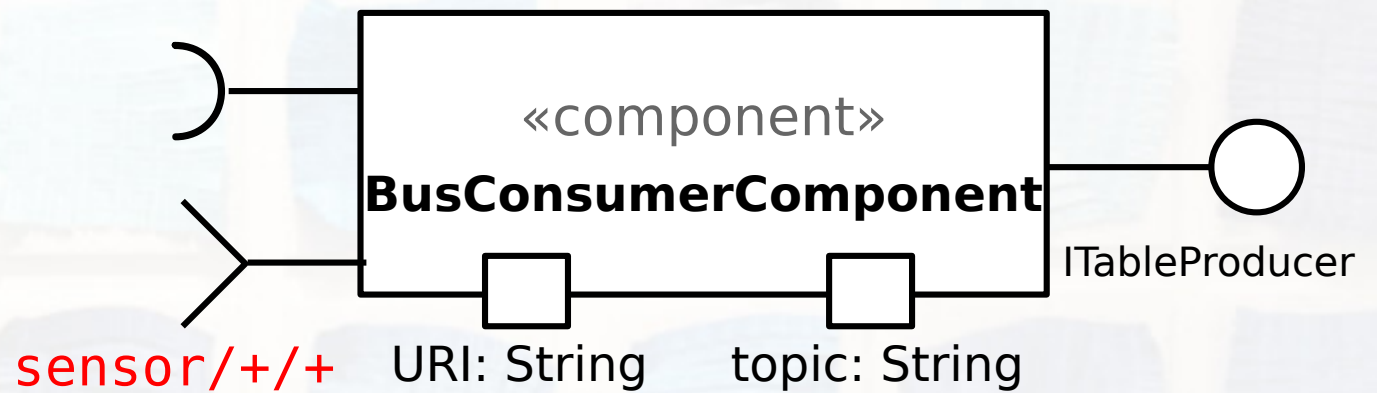 «component»
BusConsumerComponent
ITableProducer
sensor/+/+
URI: String
topic: String